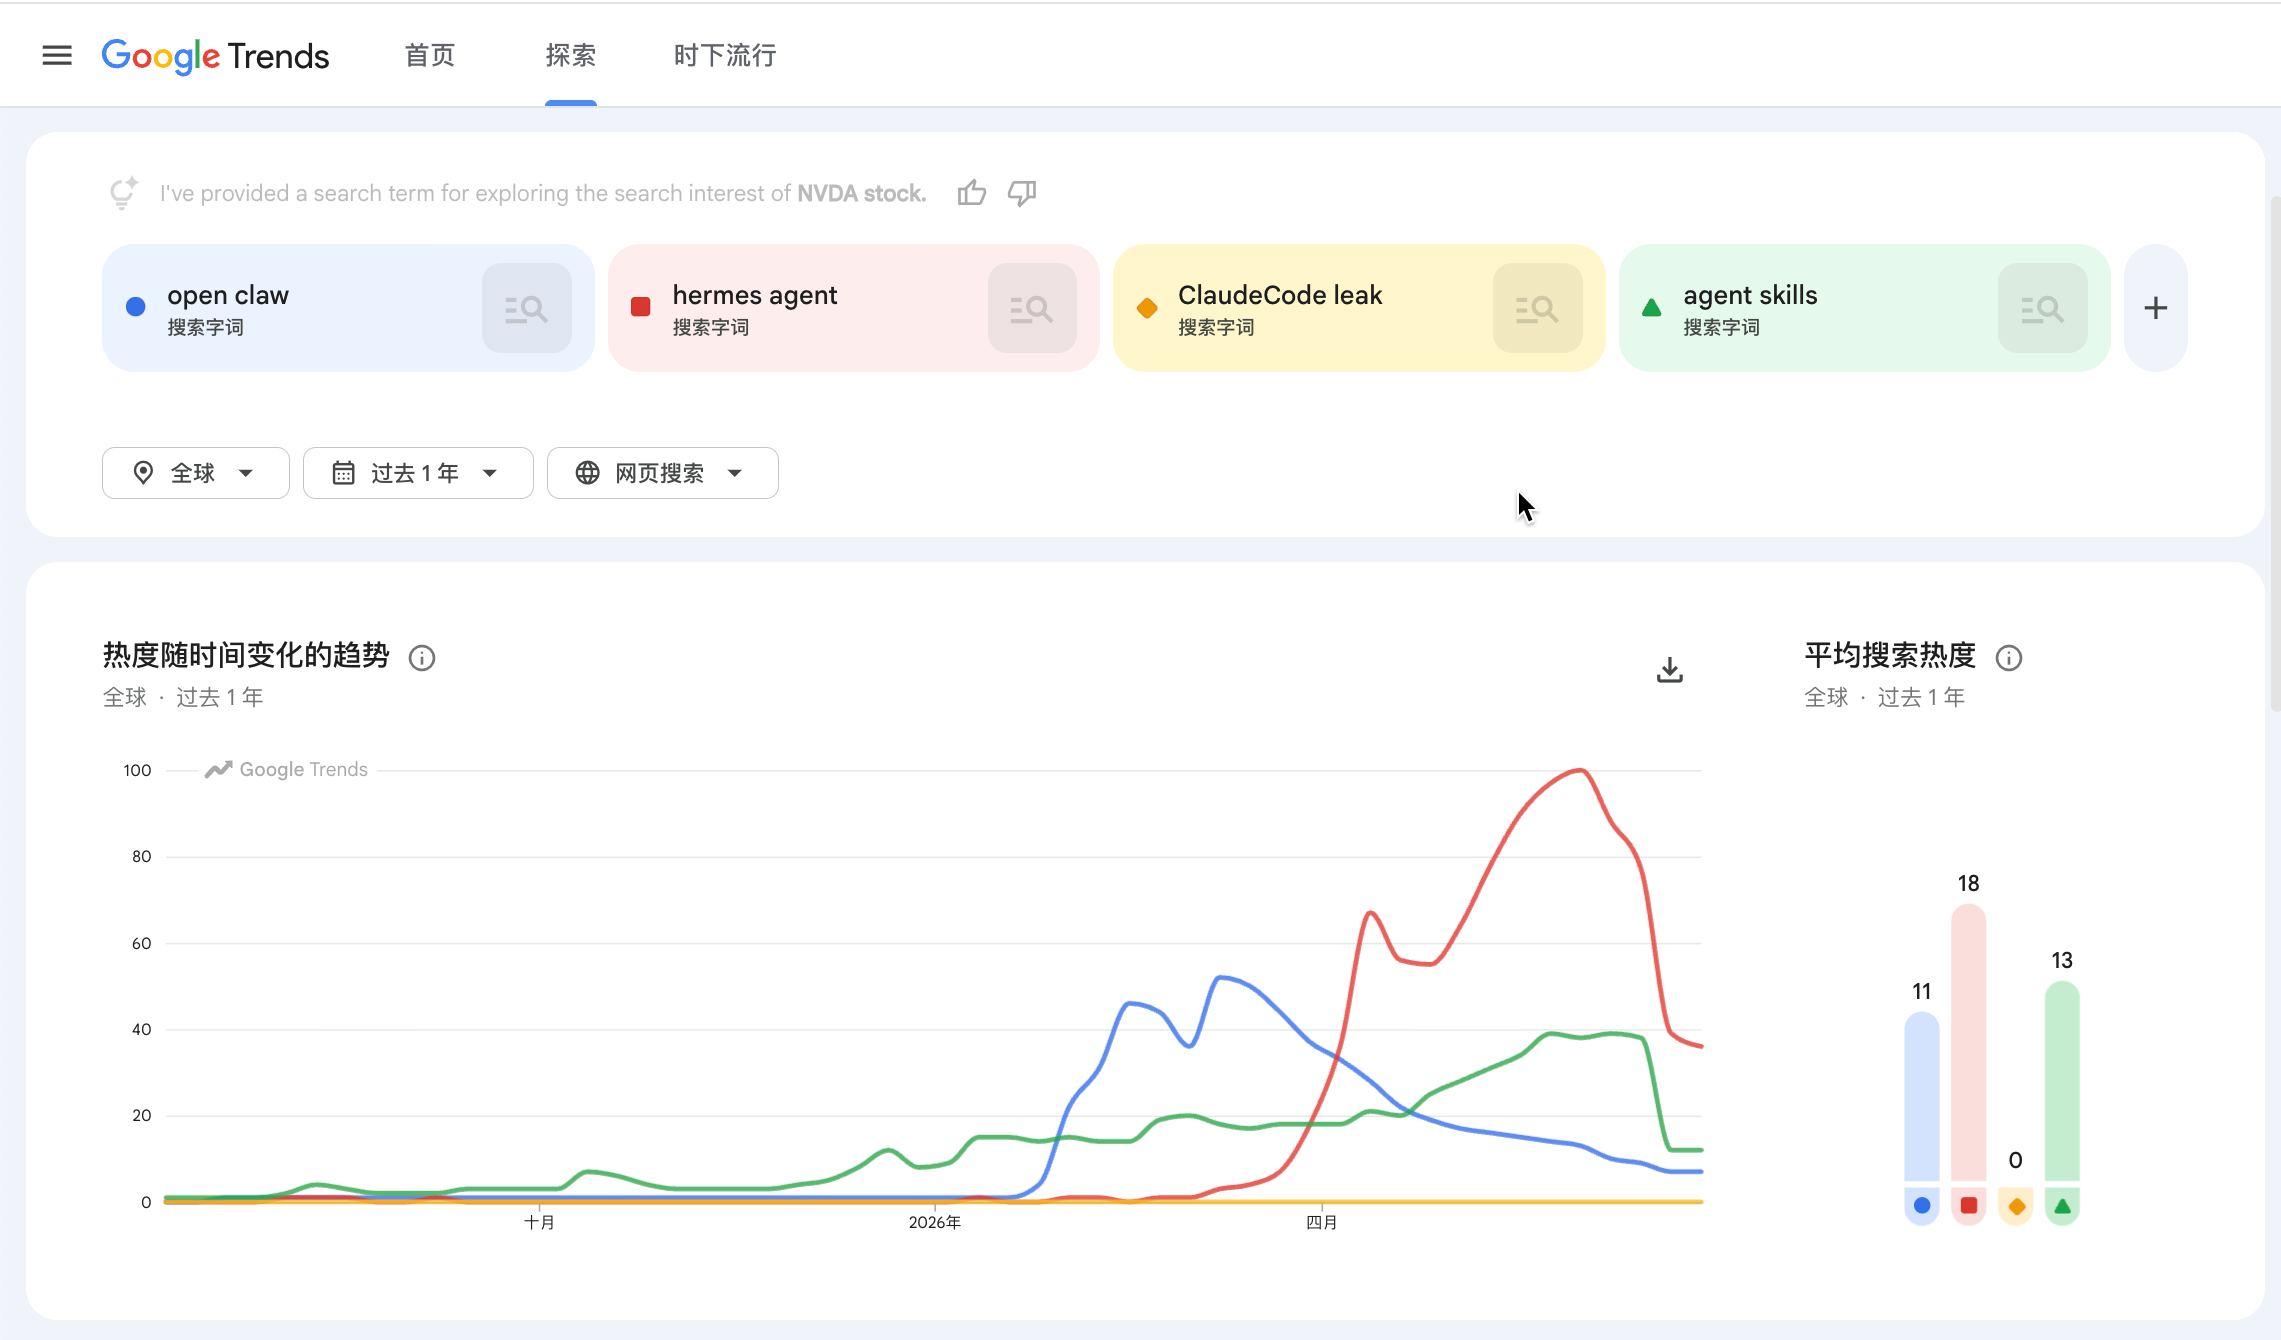 Google Trends 首页 探索 时下流行
I've provided a search term for exploring the search interest of NVDA stock.
open claw
搜索字词
hermes agent
搜索字词
ClaudeCode leak
搜索字词
agent skills
搜索字词
全球
过去 1 年
网页搜索
热度随时间变化的趋势
全球 · 过去 1 年
Google Trends
100
80
60
40
20
0
十月
2026年
四月
平均搜索热度
全球 · 过去 1 年
11
18
0
13